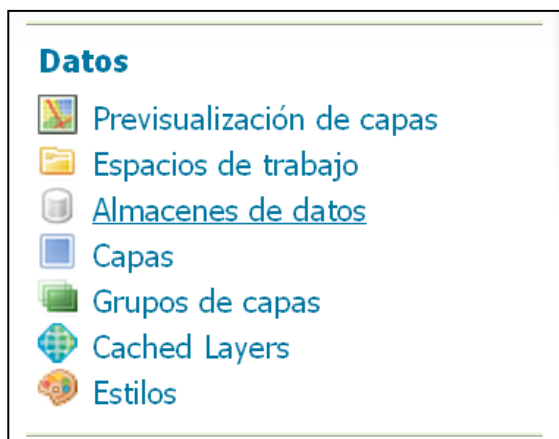 Datos
Previsualización de capas
Espacios de trabajo
Almacenes de datos
Capas
Grupos de capas
Cached Layers
Estilos